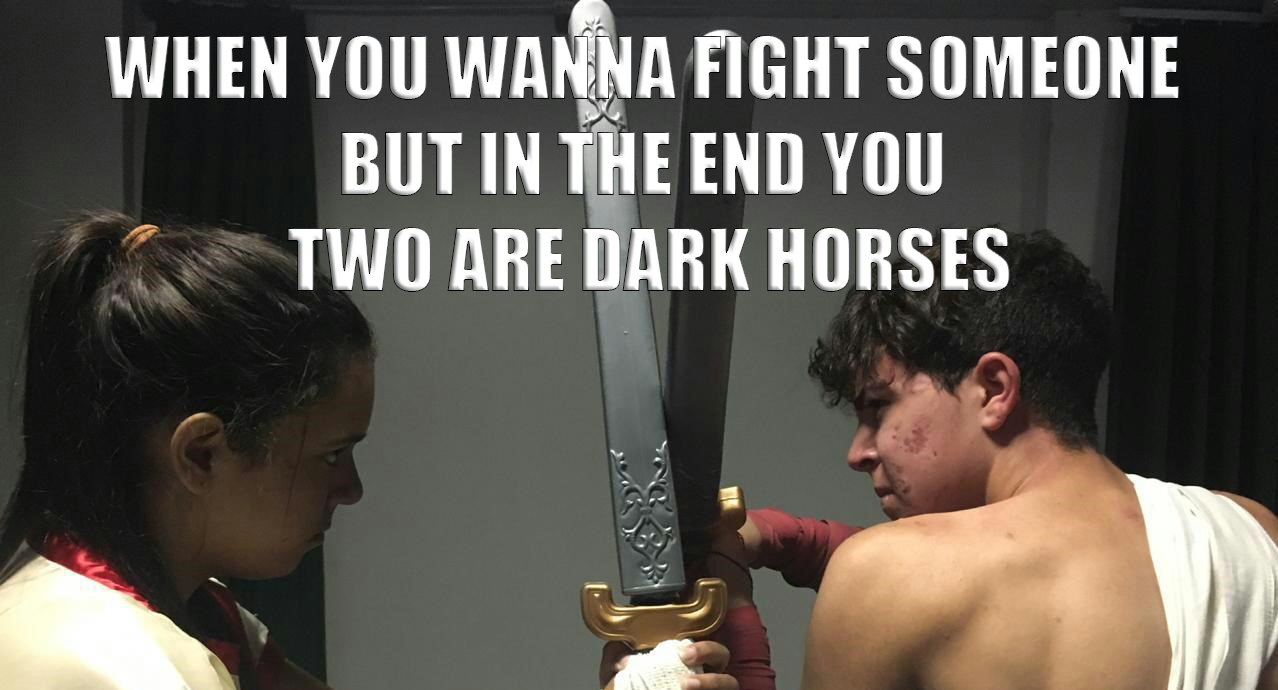 WHEN YOU WANNA FIGHT SOMEONE
BUT IN THE END YOU
TWO ARE DARK HORSES